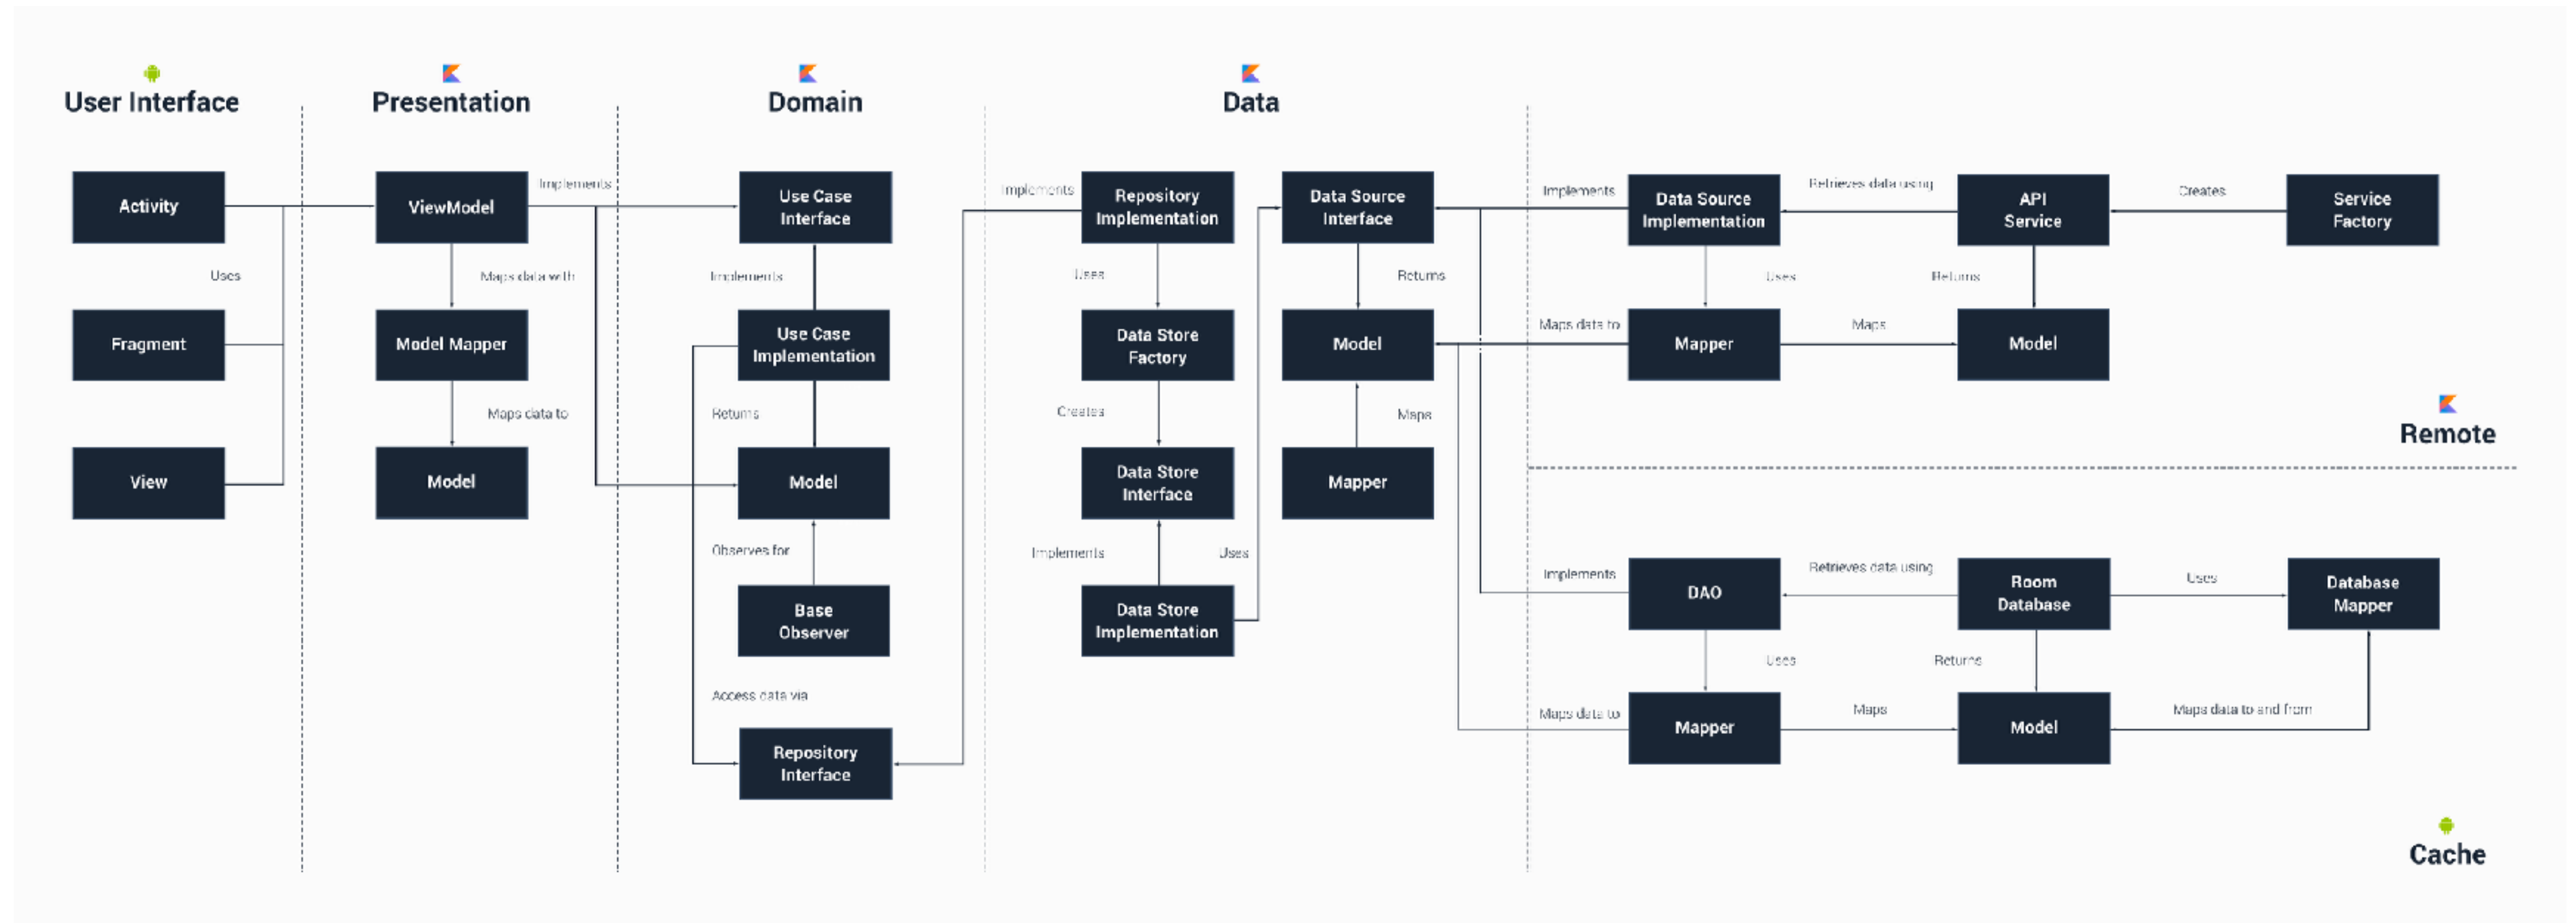 User Interface
Presentation
Domain
Data
Activity
Uses
Fragment
View
ViewModel
Implements
Maps data with
Model Mapper
Maps data to
Model
Use Case
Interface
Implements
Use Case
Implementation
Returns
Model
Observes for
Base
Observer
Access data via
Repository
Interface
Implements
Repository
Implementation
Uses
Data Store
Factory
Creates
Data Store
Interface
Implements
Uses
Data Store
Implementation
Data Source
Interface
Returns
Model
Maps
Mapper
Implements
Data Source
Implementation
Retrieves data using
API
Service
Creates
Service
Factory
Uses
Returns
Maps data to
Mapper
Maps
Model
Remote
Implements
DAO
Retrieves data using
Room
Database
Uses
Database
Mapper
Uses
Returns
Maps data to
Mapper
Maps
Model
Maps data to and from
Cache